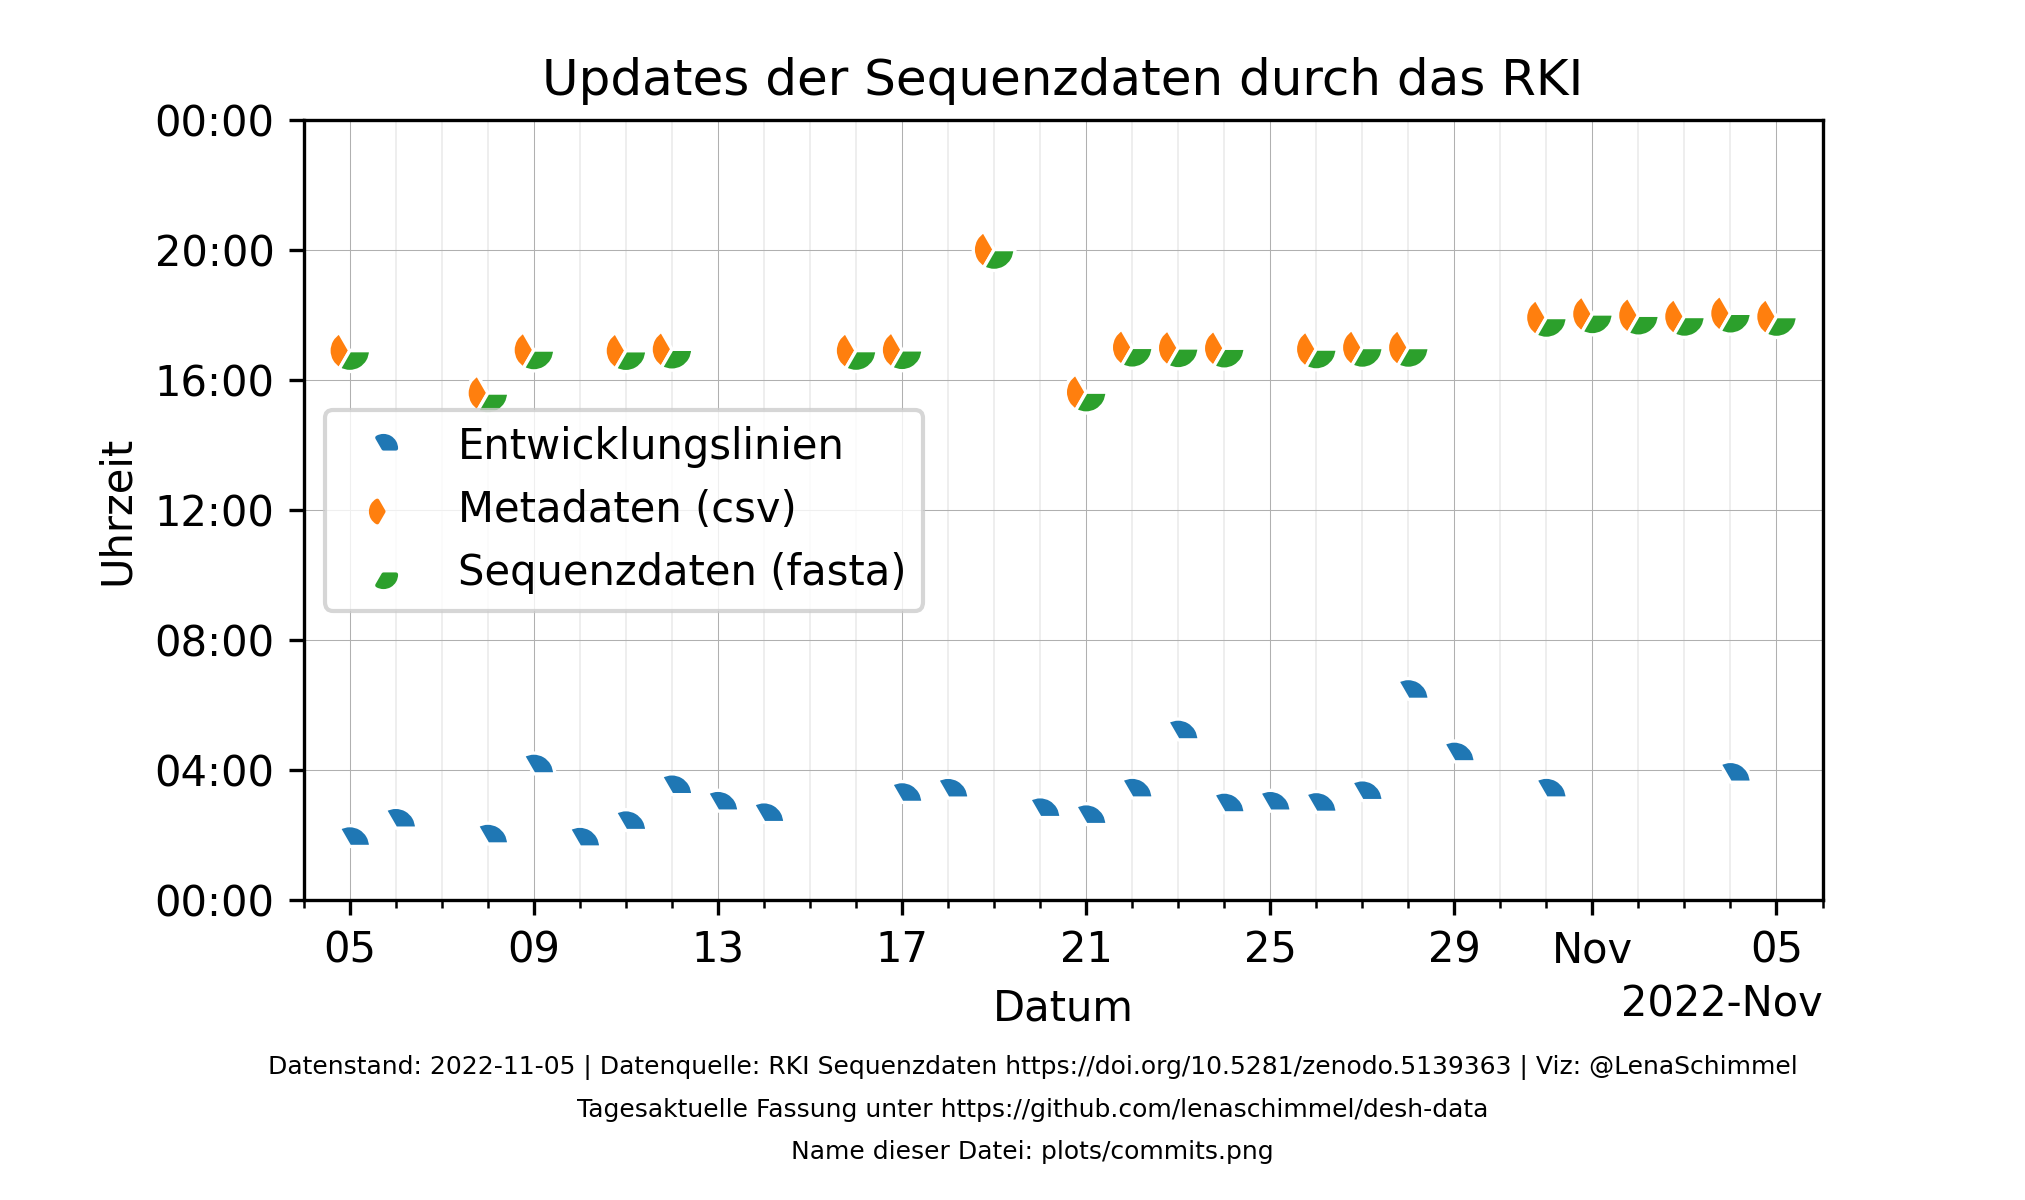 Updates der Sequenzdaten durch das RKI
00:00
20:00
16:00
12:00
08:00
04:00
00:00
Uhrzeit
Entwicklungslinien
Metadaten (csv)
Sequenzdaten (fasta)
05 09 13 17 21 25 29 Nov 05
Datum
2022-Nov
Datenstand: 2022-11-05 | Datenquelle: RKI Sequenzdaten https://doi.org/10.5281/zenodo.5139363 | Viz: @LenaSchimmel
Tagesaktuelle Fassung unter https://github.com/lenaschimmel/desh-data
Name dieser Datei: plots/commits.png